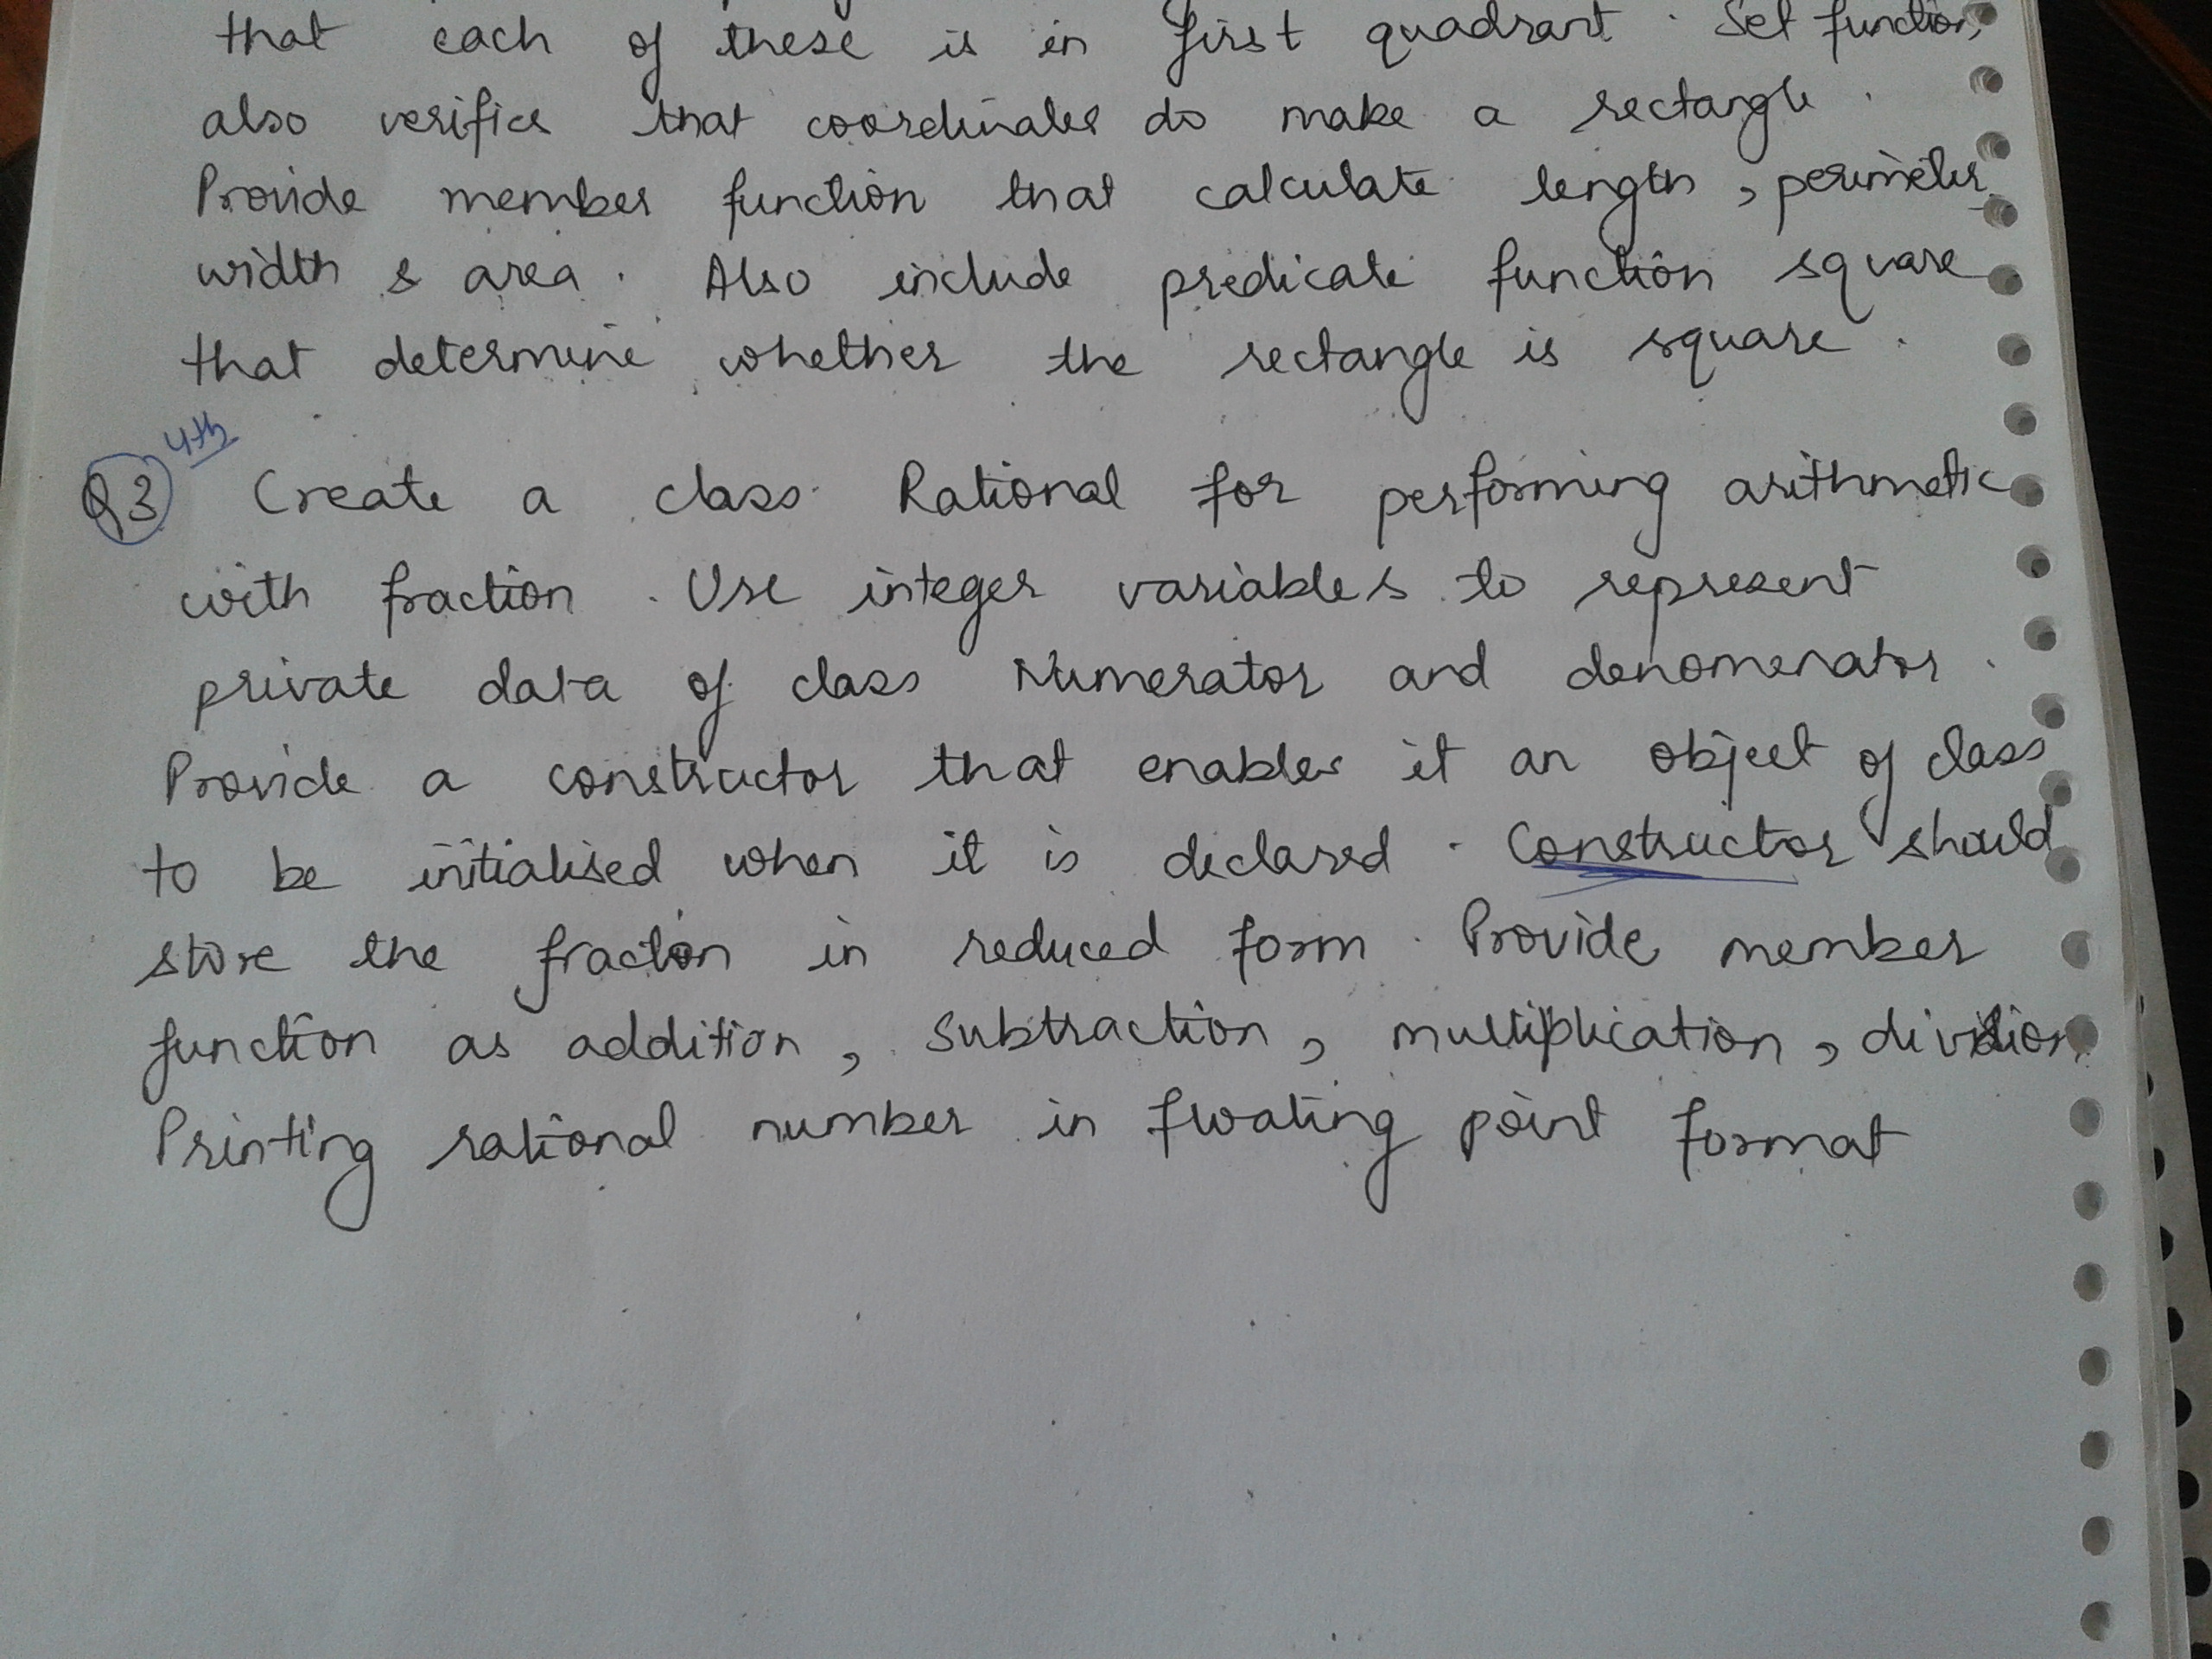 that each of these is in first quadrant. Set function
also verifies that coordinates do make a rectangle.
Provide member function that calculate length, perimeter
width & area. Also include predicate function square
that determine whether the rectangle is square.
4th
Q3 Create a class Rational for performing arithmetic
with fraction. Use integer variables to represent
private data of class Numerator and denomenator.
Provide a constructor that enables it an object of class
to be initialised when it is declared. Constructor should
store the fraction in reduced form. Provide member
function as addition, subtraction, multiplication, division
Printing rational number in floating point format